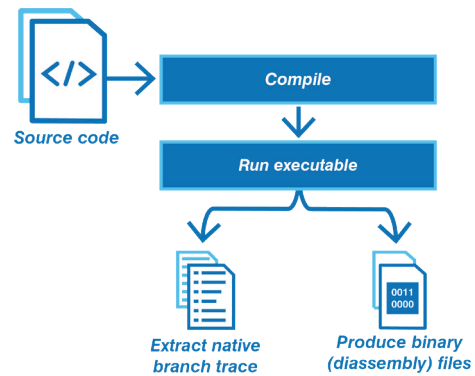 </>
Source code
Compile
Run executable
Extract native
branch trace
0011
0000
Produce binary
(diassembly) files